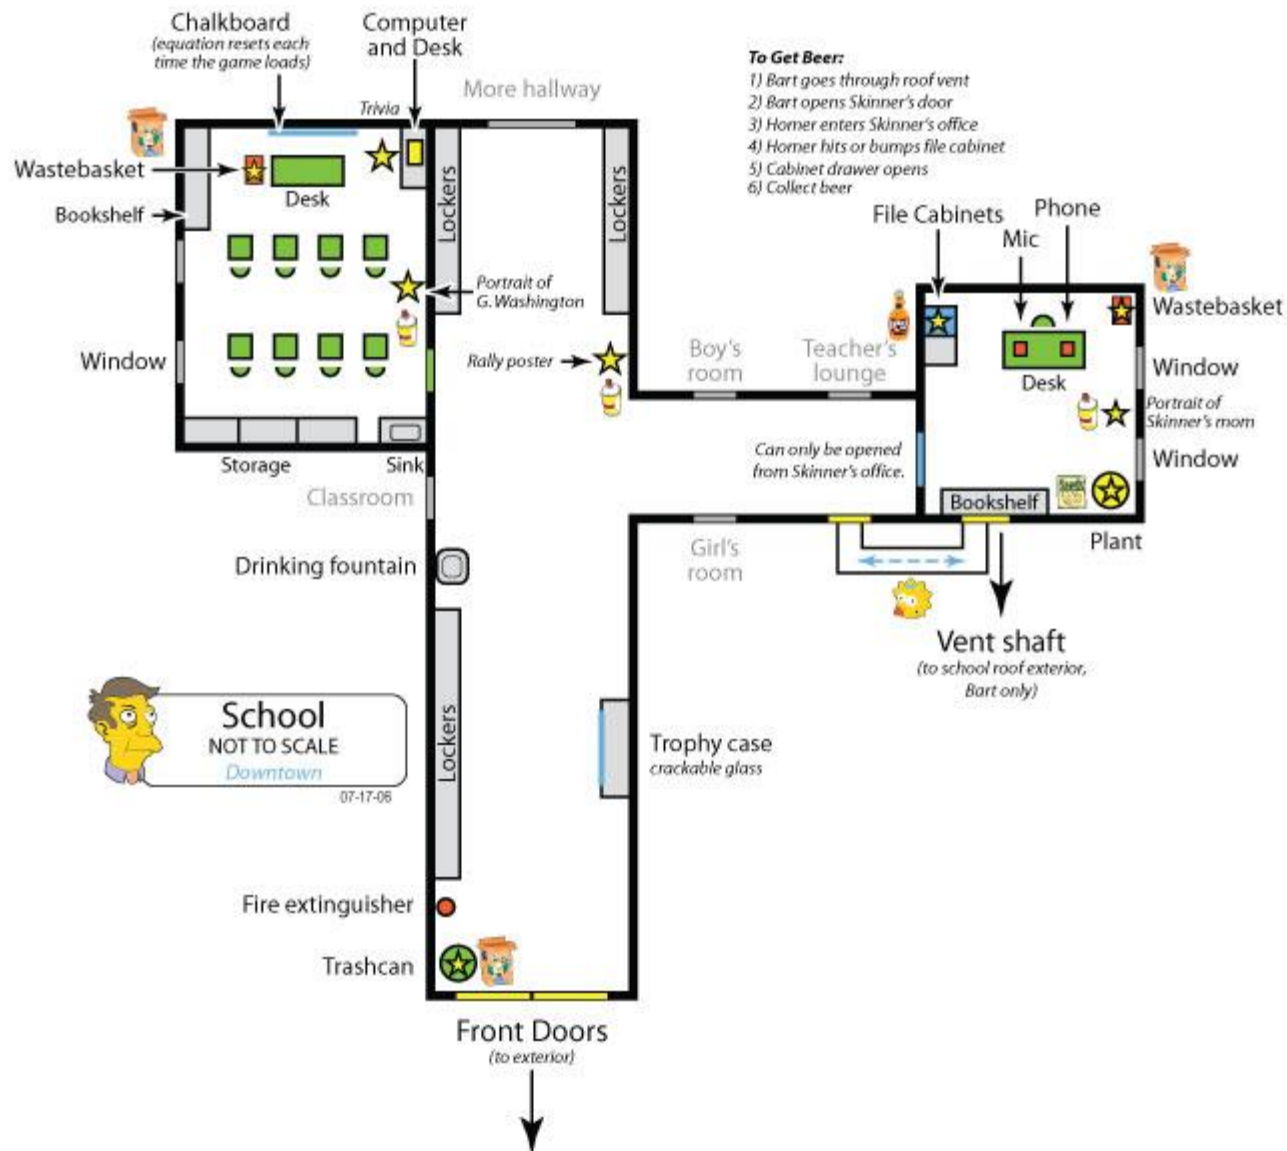 Chalkboard
(equation resets each
time the game loads)
Computer
and Desk
Trivia
More hallway
To Get Beer:
1) Bart goes through roof vent
2) Bart opens Skinner's door
3) Homer enters Skinner's office
4) Homer hits or bumps file cabinet
5) Cabinet drawer opens
6) Collect beer
Wastebasket
Bookshelf
Desk
Lockers
Lockers
File Cabinets
Phone
Mic
Portrait of
G. Washington
Wastebasket
Window
Rally poster
Boy's
room
Teacher's
lounge
Desk
Window
Portrait of
Skinner's mom
Can only be opened
from Skinner's office.
Window
Storage
Sink
Classroom
Bookshelf
Plant
Drinking fountain
Girl's
room
Vent shaft
(to school roof exterior,
Bart only)
School
NOT TO SCALE
Downtown
07-17-06
Lockers
Trophy case
crackable glass
Fire extinguisher
Trashcan
Front Doors
(to exterior)